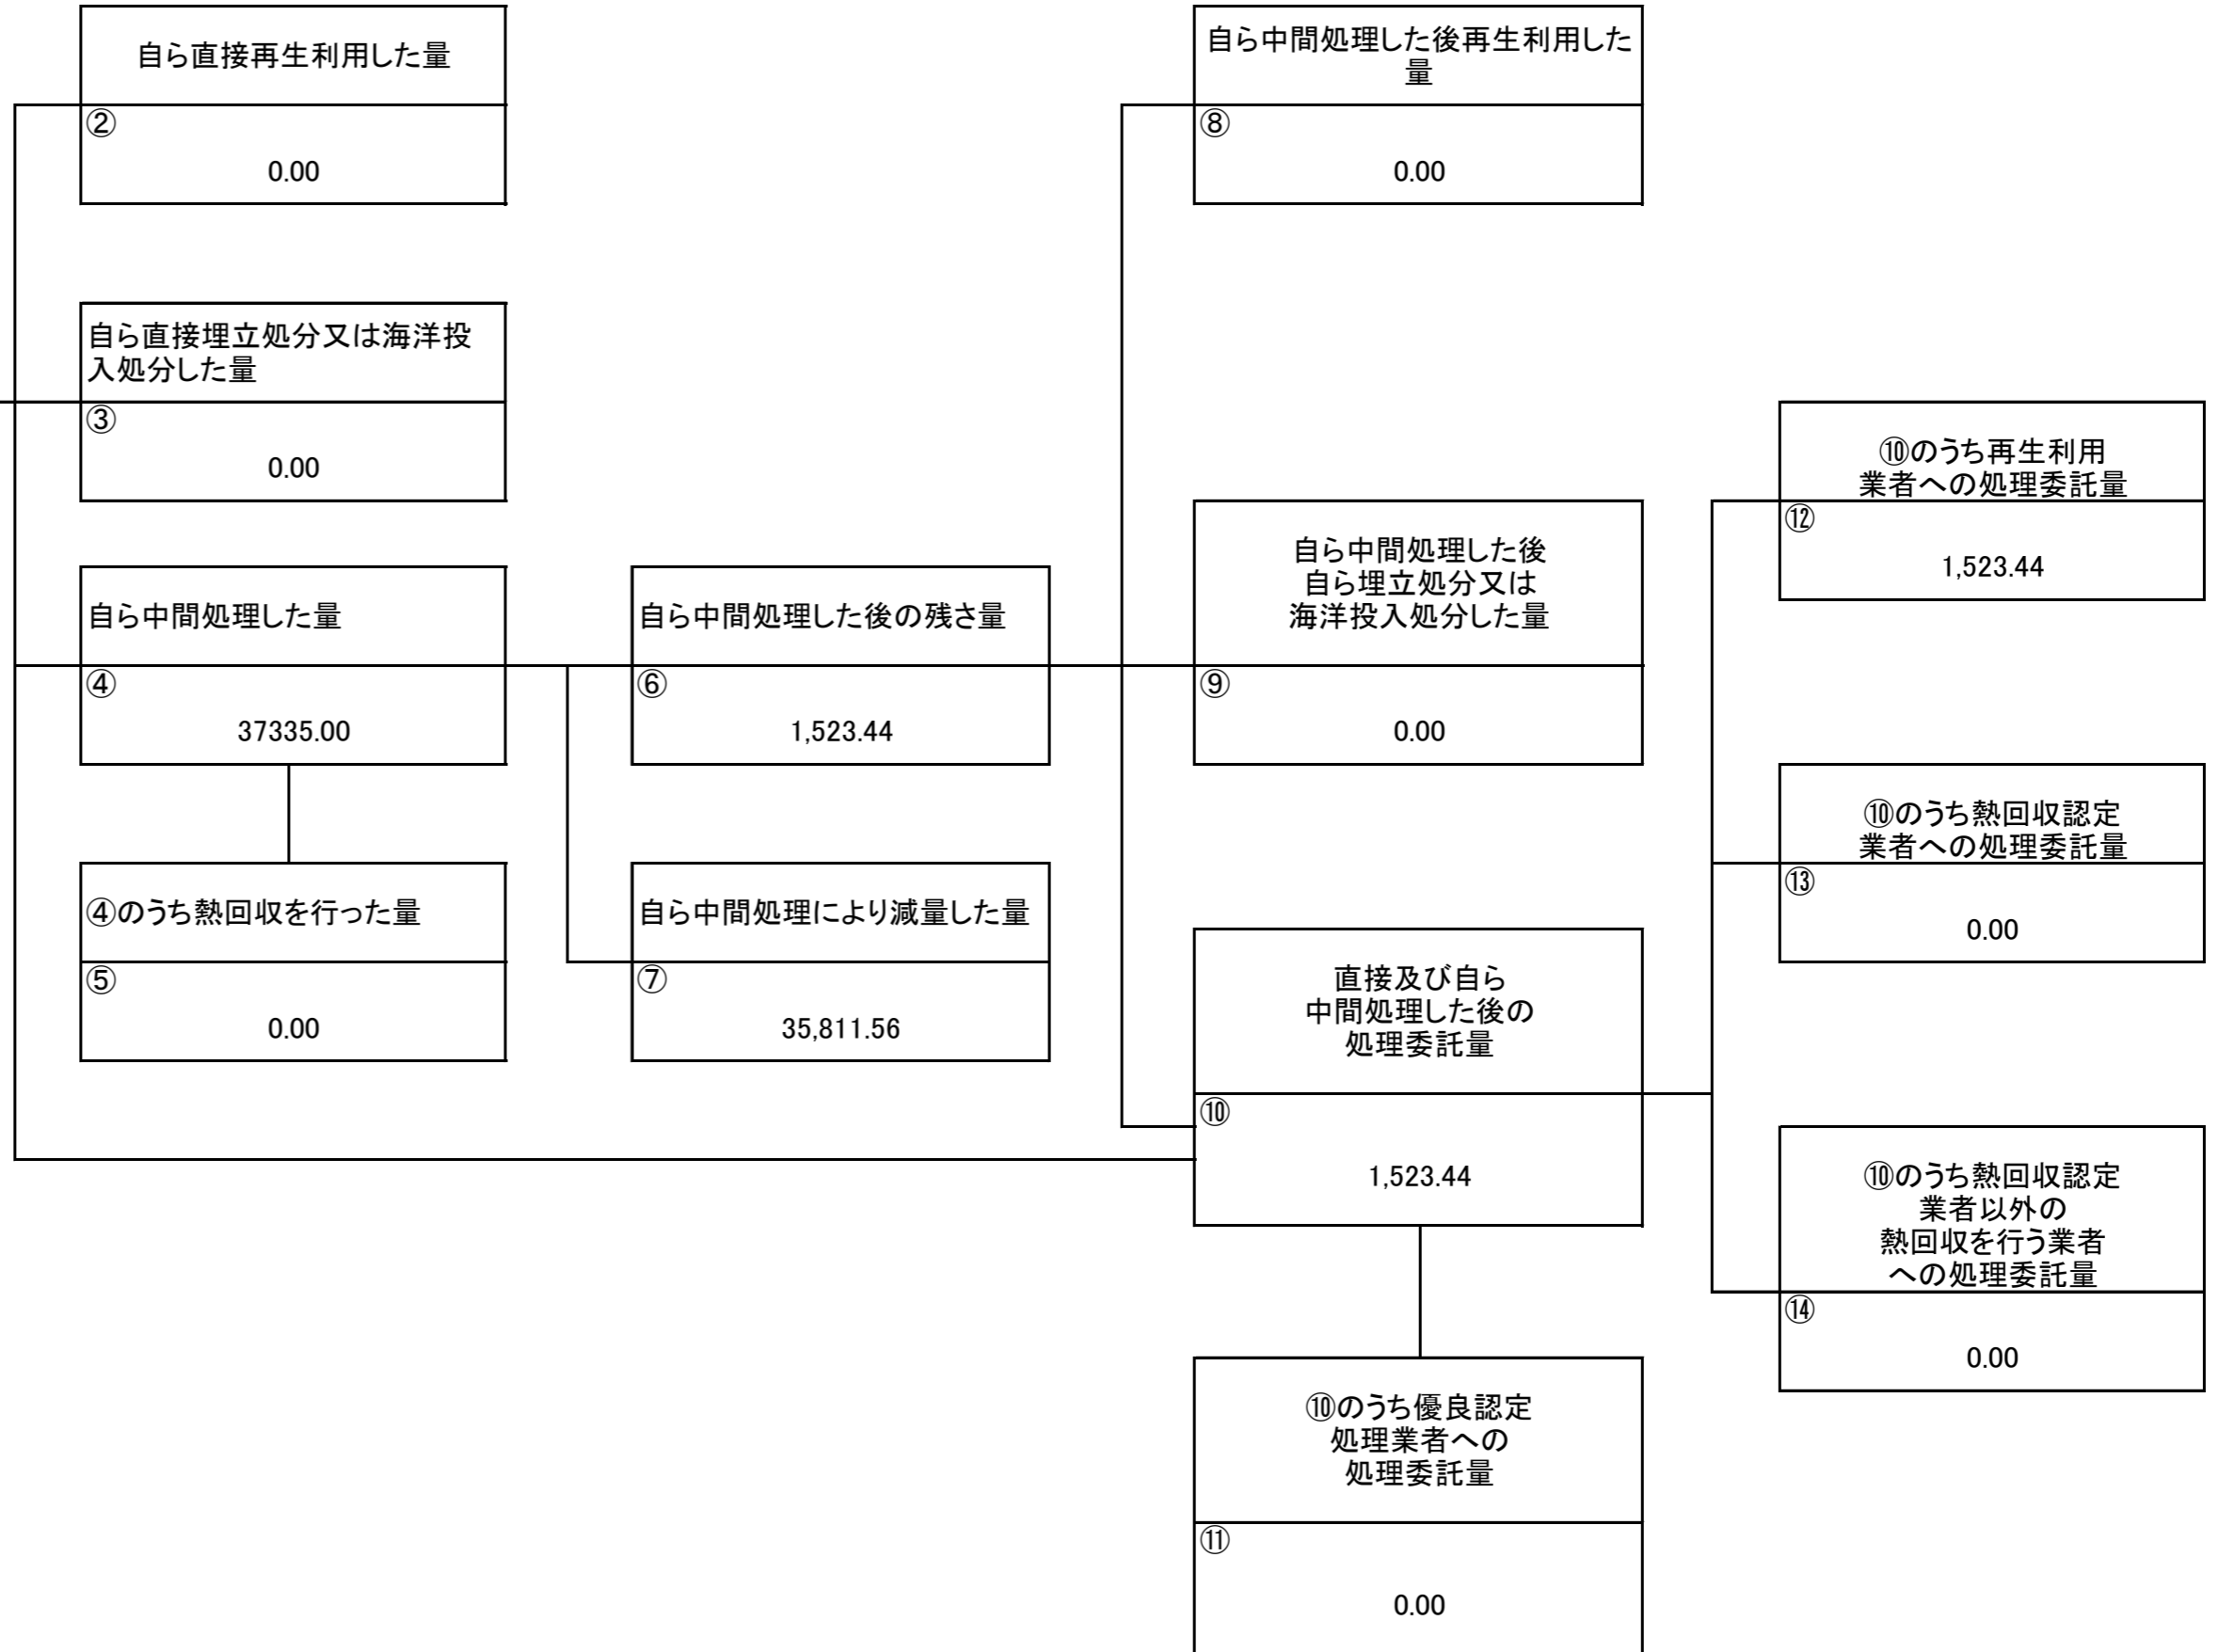 自ら直接再生利用した量
②
0.00
自ら直接埋立処分又は海洋投
入処分した量
③
0.00
自ら中間処理した量
④
37335.00
④のうち熱回収を行った量
⑤
0.00
自ら中間処理した後の残さ量
⑥
1,523.44
自ら中間処理により減量した量
⑦
35,811.56
自ら中間処理した後再生利用した
量
⑧
0.00
自ら中間処理した後
自ら埋立処分又は
海洋投入処分した量
⑨
0.00
直接及び自ら
中間処理した後の
処理委託量
⑩
1,523.44
⑩のうち優良認定
処理業者への
処理委託量
⑪
0.00
⑩のうち再生利用
業者への処理委託量
⑫
1,523.44
⑩のうち熱回収認定
業者への処理委託量
⑬
0.00
⑩のうち熱回収認定
業者以外の
熱回収を行う業者
への処理委託量
⑭
0.00